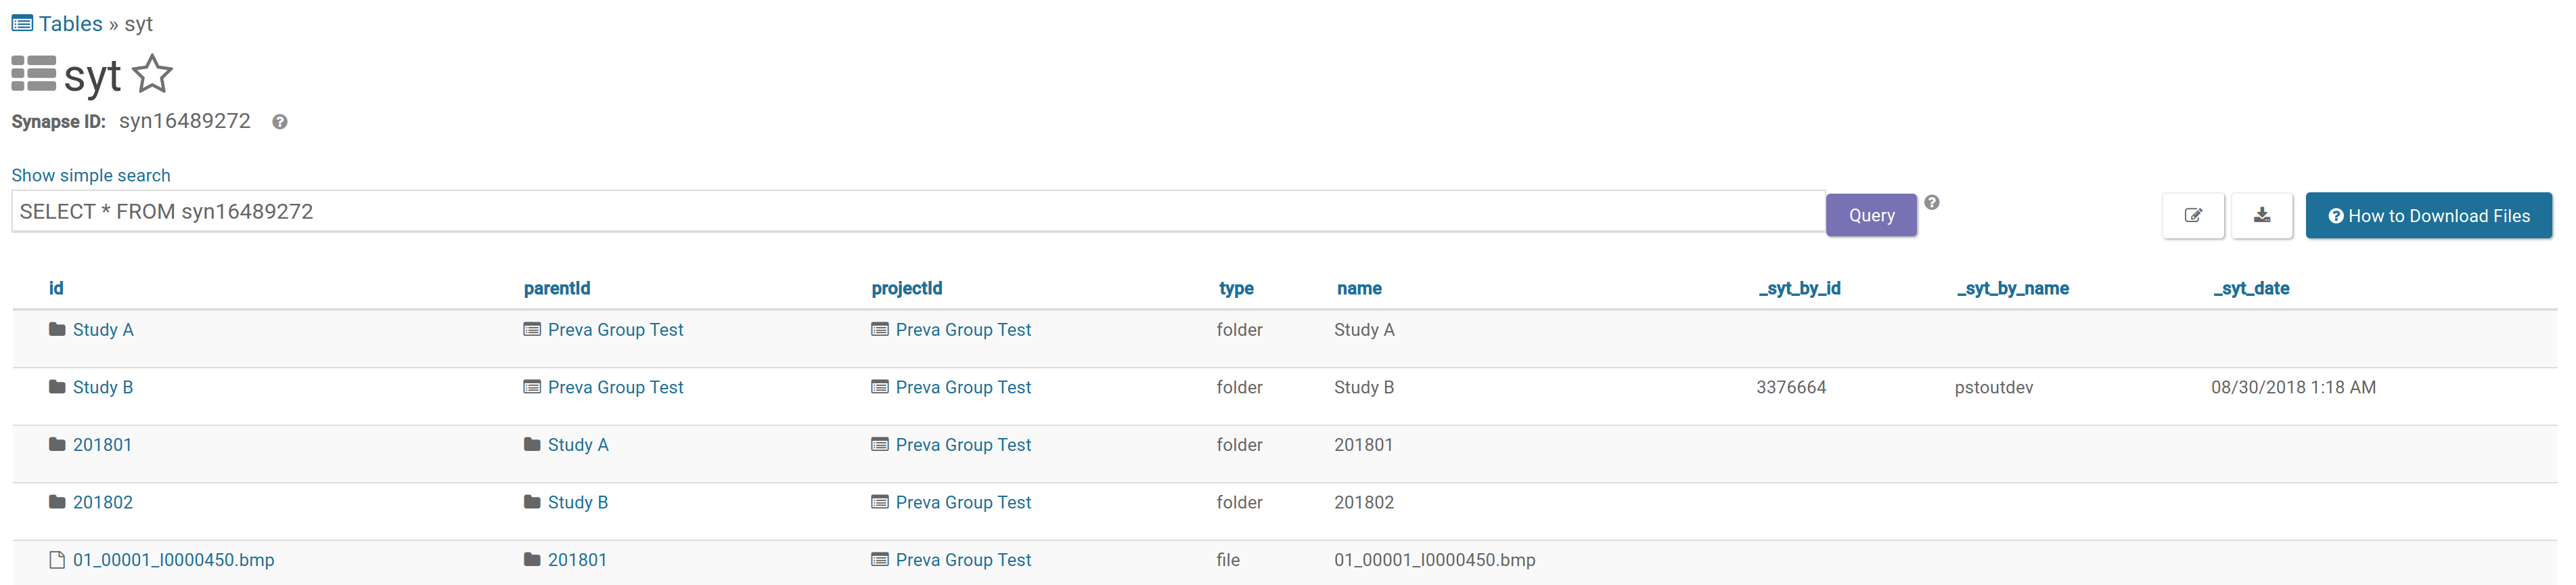 Tables » syt
syt
Synapse ID: syn16489272
Show simple search
SELECT * FROM syn16489272
Query
How to Download Files
id parentId projectId type name _syt_by_id _syt_by_name _syt_date
Study A Preva Group Test Preva Group Test folder Study A
Study B Preva Group Test Preva Group Test folder Study B 3376664 pstoutdev 08/30/2018 1:18 AM
201801 Study A Preva Group Test folder 201801
201802 Study B Preva Group Test folder 201802
01_00001_I0000450.bmp 201801 Preva Group Test file 01_00001_I0000450.bmp